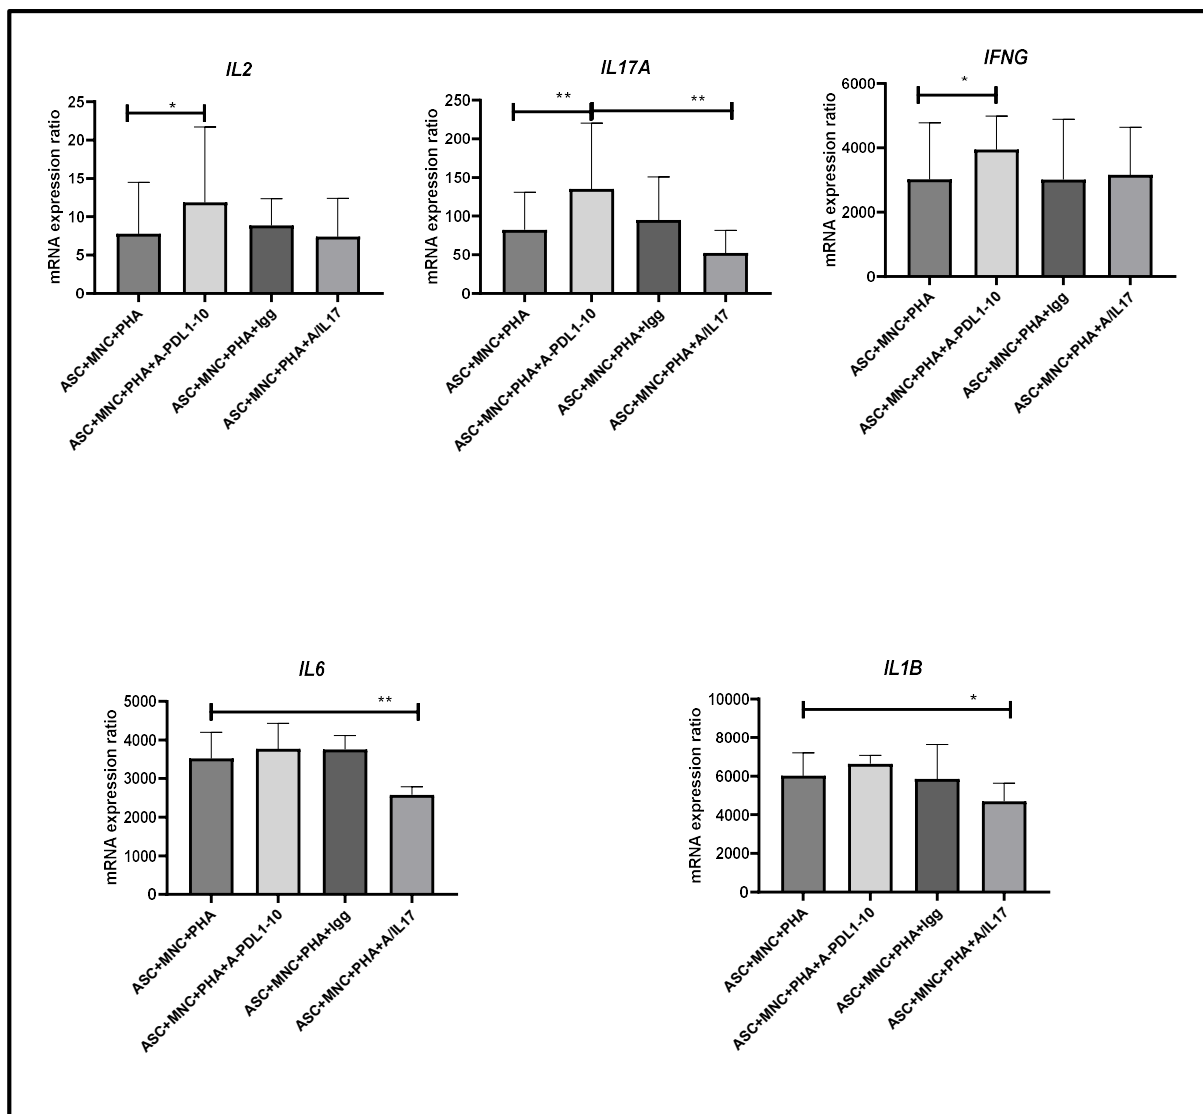 IL2
mRNA expression ratio
25
20
15
10
5
0
*
ASC+MNC+PHA
ASC+MNC+PHA+A-PDL1-10
ASC+MNC+PHA+Igg
ASC+MNC+PHA+A/IL17
IL17A
mRNA expression ratio
250
200
150
100
50
0
**
**
ASC+MNC+PHA
ASC+MNC+PHA+A-PDL1-10
ASC+MNC+PHA+Igg
ASC+MNC+PHA+A/IL17
IFNG
mRNA expression ratio
6000
4000
2000
0
*
ASC+MNC+PHA
ASC+MNC+PHA+A-PDL1-10
ASC+MNC+PHA+Igg
ASC+MNC+PHA+A/IL17
IL6
mRNA expression ratio
5000
4000
3000
2000
1000
0
**
ASC+MNC+PHA
ASC+MNC+PHA+A-PDL1-10
ASC+MNC+PHA+Igg
ASC+MNC+PHA+A/IL17
IL1B
mRNA expression ratio
10000
8000
6000
4000
2000
0
*
ASC+MNC+PHA
ASC+MNC+PHA+A-PDL1-10
ASC+MNC+PHA+Igg
ASC+MNC+PHA+A/IL17